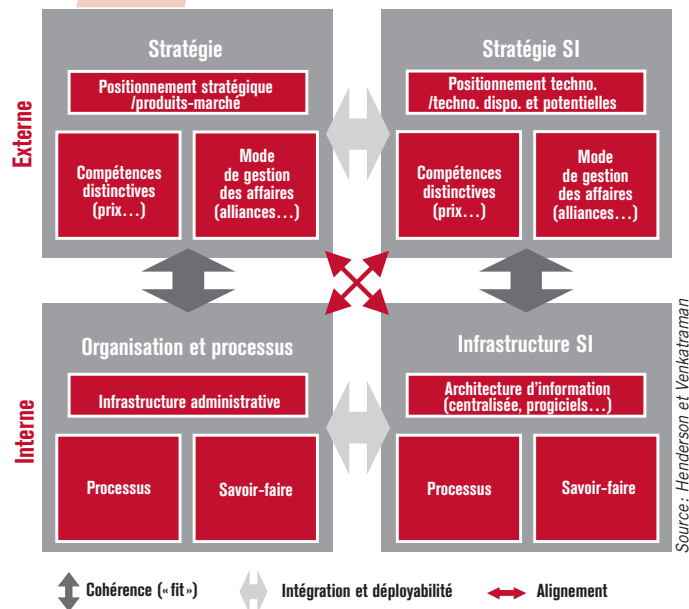 Stratégie
Positionnement stratégique
/produits-marché
Compétences
distinctives
(prix...)
Mode
de gestion
des affaires
(alliances...)
Stratégie SI
Positionnement techno.
/techno. dispo. et potentielles
Compétences
distinctives
(prix...)
Mode
de gestion
des affaires
(alliances...)
Externe
Organisation et processus
Infrastructure administrative
Processus
Savoir-faire
Infrastructure SI
Architecture d'information
(centralisée, progiciels...)
Processus
Savoir-faire
Interne
Source : Henderson et Venkatraman
Cohérence (« fit »)
Intégration et déployabilité
Alignement